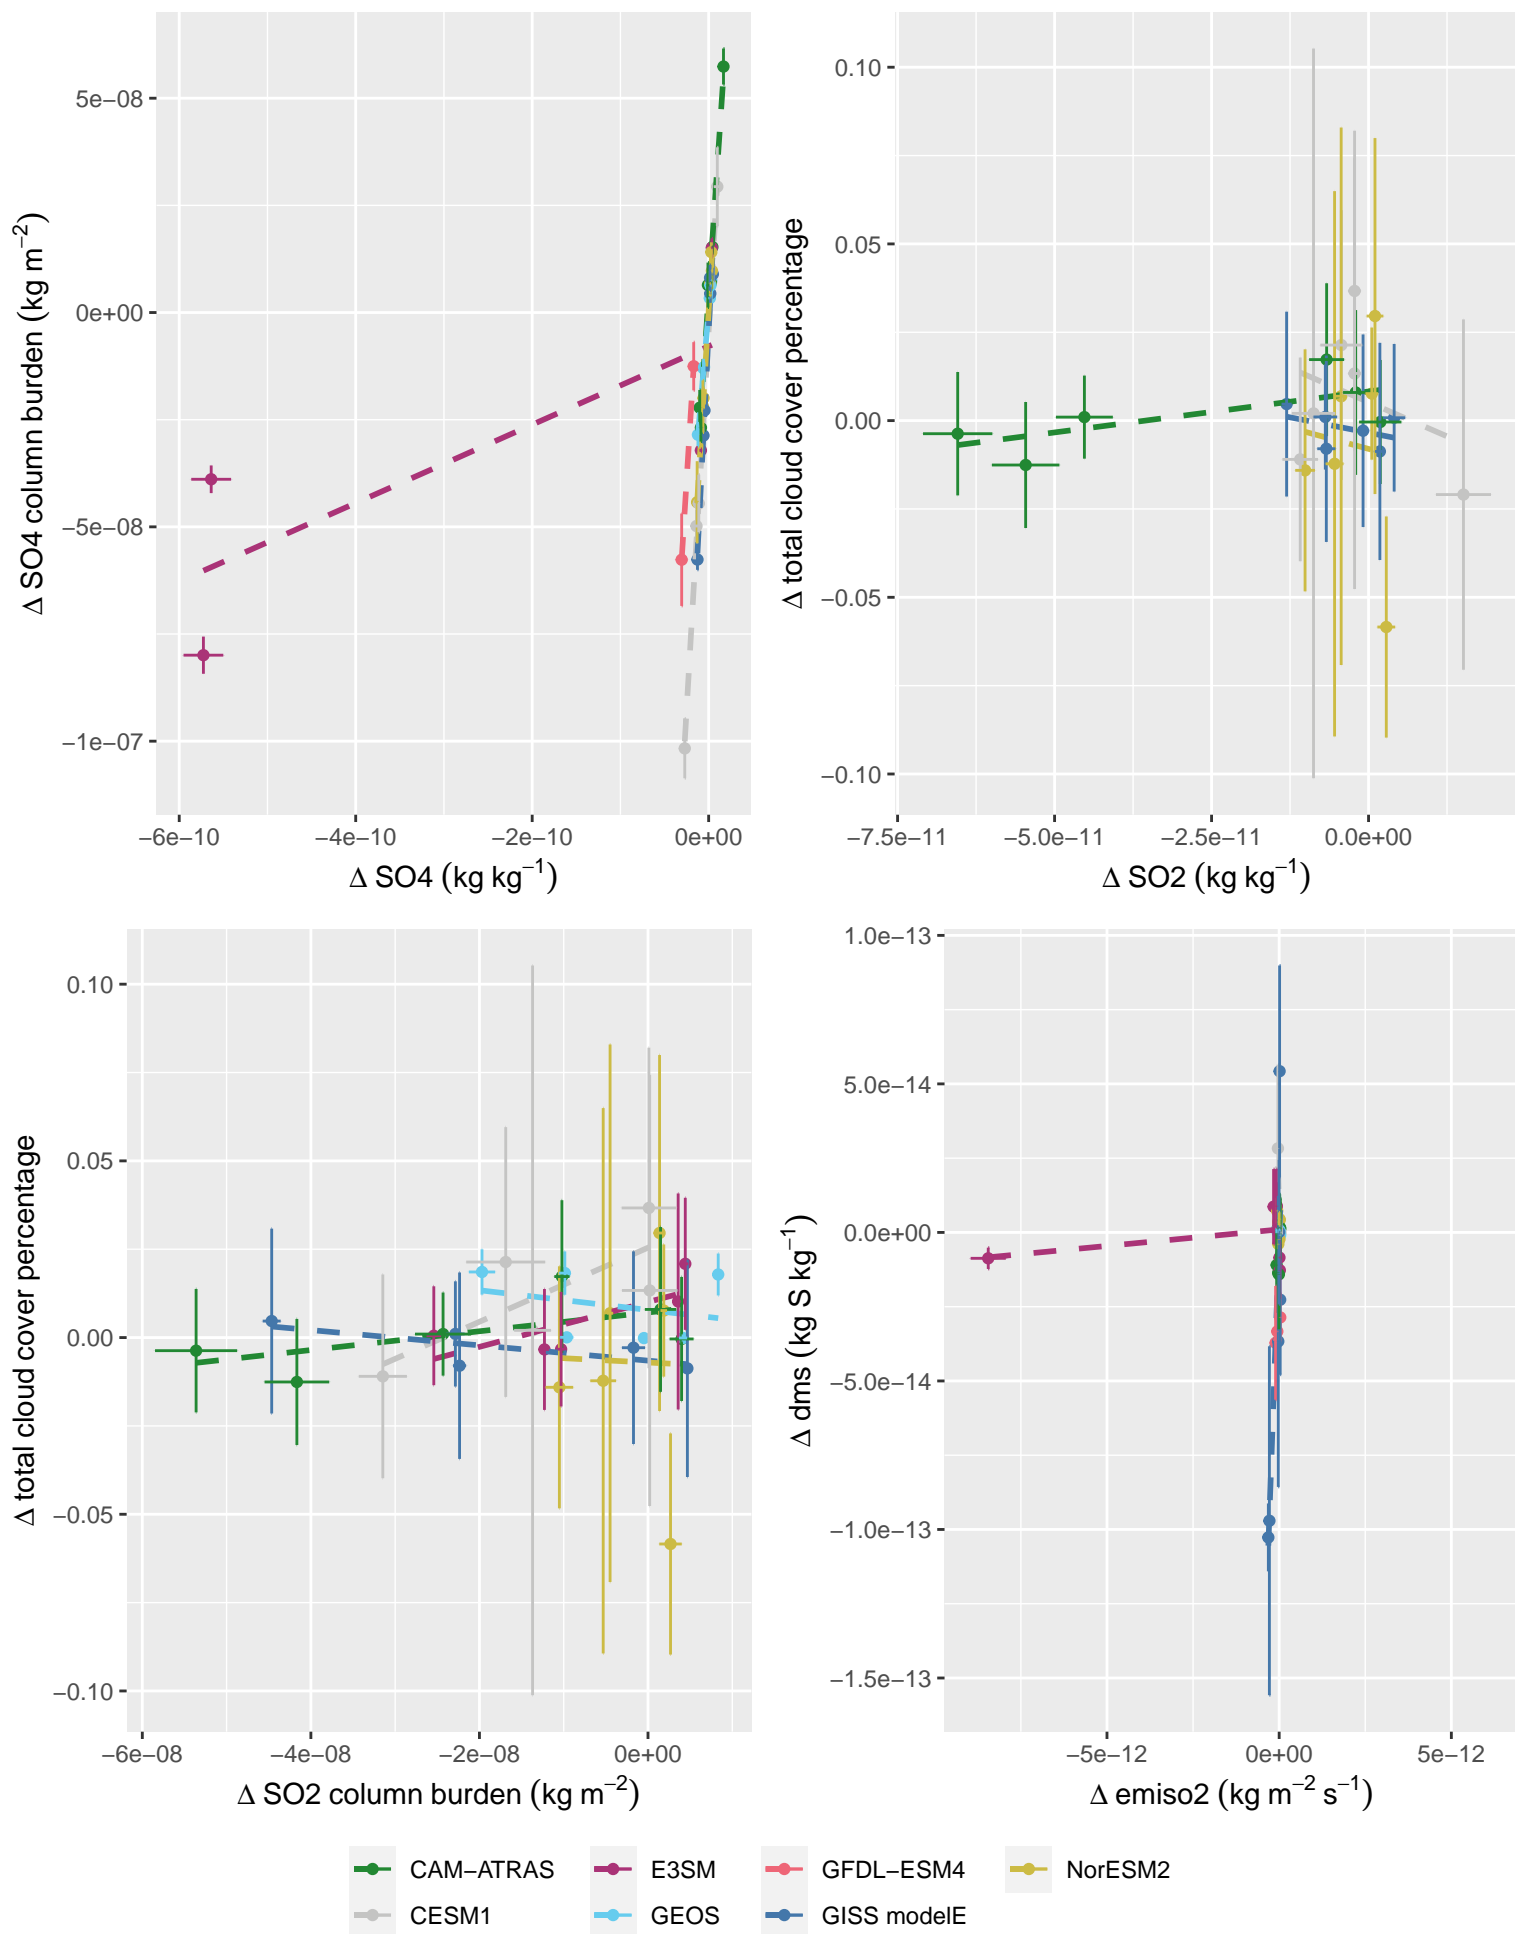 5e−08
0e+00
−5e−08
−1e−07
Δ SO4 column burden (kg m−2)
−6e−10 −4e−10 −2e−10 0e+00
Δ SO4 (kg kg−1)
0.10
0.05
0.00
−0.05
−0.10
Δ total cloud cover percentage
−7.5e−11 −5.0e−11 −2.5e−11 0.0e+00
Δ SO2 (kg kg−1)
0.10
0.05
0.00
−0.05
−0.10
Δ total cloud cover percentage
−6e−08 −4e−08 −2e−08 0e+00
Δ SO2 column burden (kg m−2)
1.0e−13
5.0e−14
0.0e+00
−5.0e−14
−1.0e−13
−1.5e−13
Δ dms (kg S kg−1)
−5e−12 0e+00 5e−12
Δ emiso2 (kg m−2 s−1)
CAM−ATRAS E3SM GFDL−ESM4 NorESM2
CESM1 GEOS GISS modelE